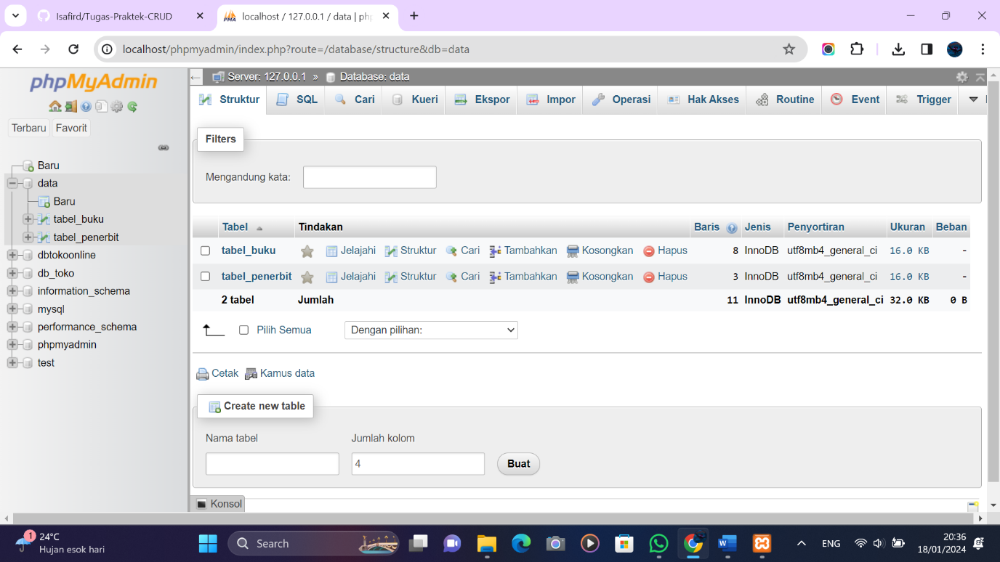 Isafird/Tugas-Praktek-CRUD
localhost / 127.0.0.1 / data | ph
localhost/phpmyadmin/index.php?route=/database/structure&db=data
phpMyAdmin
Terbaru Favorit
Baru
data
Baru
tabel_buku
tabel_penerbit
dbtokoonline
db_toko
information_schema
mysql
performance_schema
phpmyadmin
test
Server: 127.0.0.1 » Database: data
Struktur SQL Cari Kueri Ekspor Impor Operasi Hak Akses Routine Event Trigger
Filters
Mengandung kata:
Tabel Tindakan Baris Jenis Penyortiran Ukuran Beban
tabel_buku Jelajahi Struktur Cari Tambahkan Kosongkan Hapus 8 InnoDB utf8mb4_general_ci 16.0 KB -
tabel_penerbit Jelajahi Struktur Cari Tambahkan Kosongkan Hapus 3 InnoDB utf8mb4_general_ci 16.0 KB -
2 tabel Jumlah 11 InnoDB utf8mb4_general_ci 32.0 KB 0 B
Pilih Semua Dengan pilihan:
Cetak Kamus data
Create new table
Nama tabel Jumlah kolom
4 Buat
Konsol
1 24°C
Hujan esok hari
Search
ENG
20:36
18/01/2024